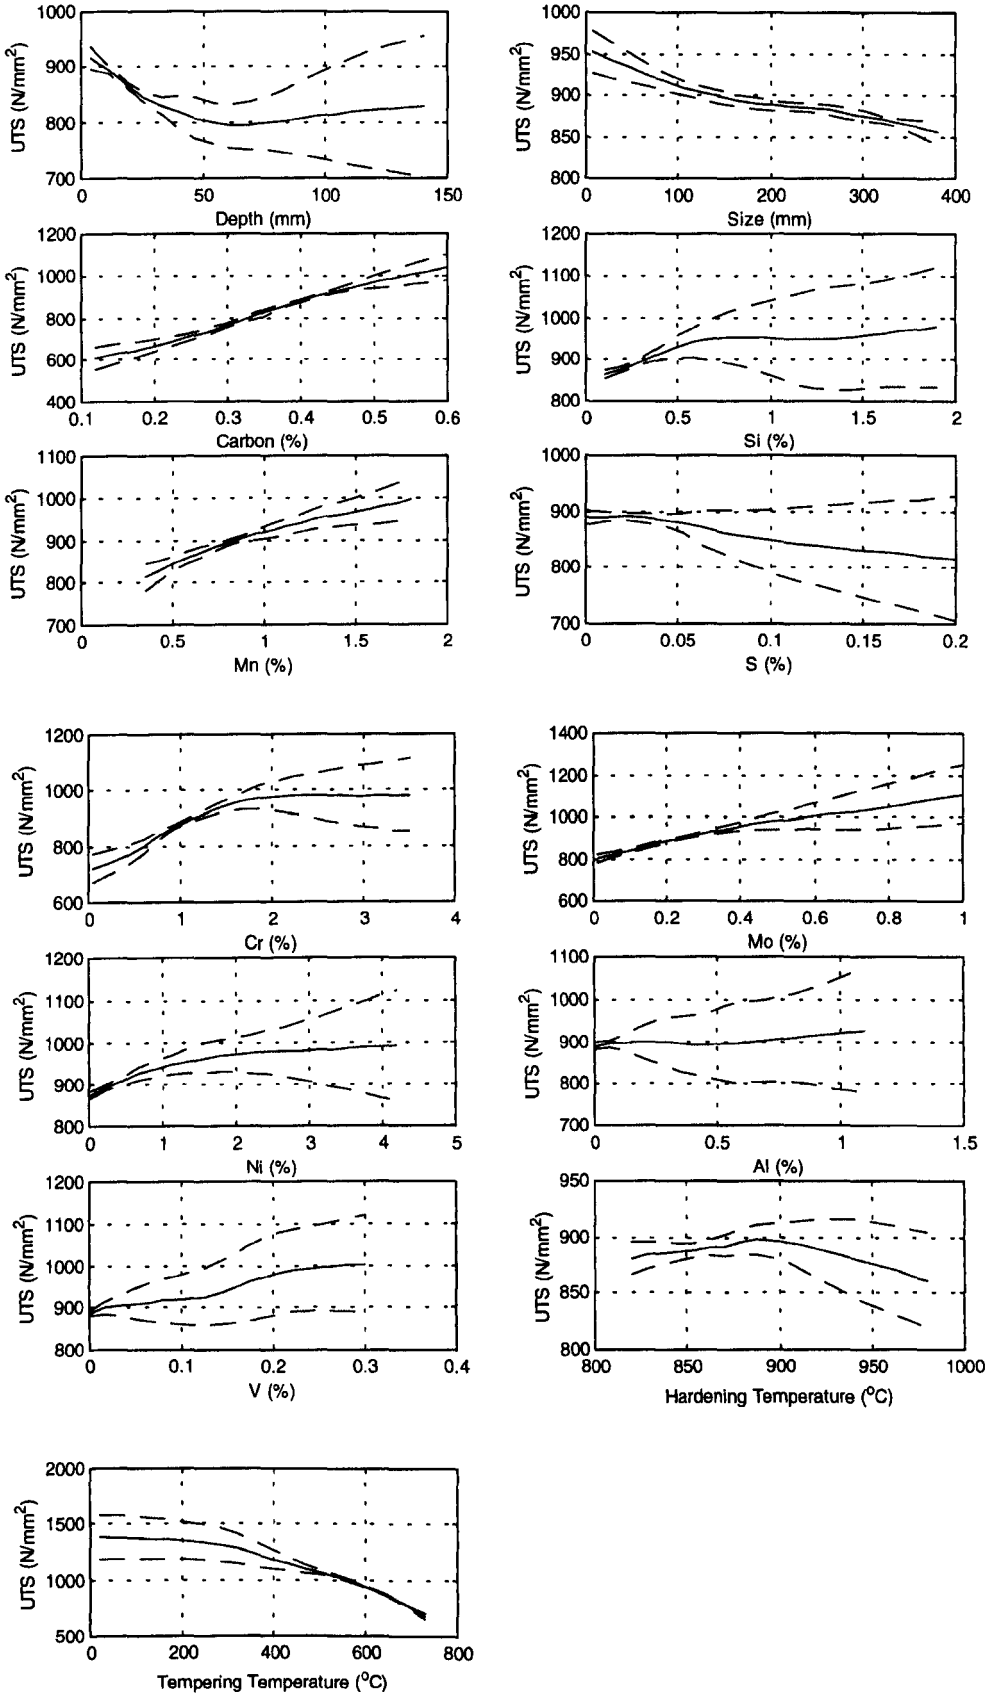 1000
900
800
700
UTS (N/mm²)
0 50 100 150
Depth (mm)
1000
950
900
850
800
UTS (N/mm²)
0 100 200 300 400
Size (mm)
1200
1000
800
600
400
UTS (N/mm²)
0.1 0.2 0.3 0.4 0.5 0.6
Carbon (%)
1200
1100
1000
900
800
UTS (N/mm²)
0 0.5 1 1.5 2
Si (%)
1100
1000
900
800
700
UTS (N/mm²)
0 0.5 1 1.5 2
Mn (%)
1000
900
800
700
UTS (N/mm²)
0 0.05 0.1 0.15 0.2
S (%)
1200
1000
800
600
UTS (N/mm²)
0 1 2 3 4
Cr (%)
1400
1200
1000
800
600
UTS (N/mm²)
0 0.2 0.4 0.6 0.8 1
Mo (%)
1200
1100
1000
900
800
UTS (N/mm²)
0 1 2 3 4 5
Ni (%)
1100
1000
900
800
700
UTS (N/mm²)
0 0.5 1 1.5
Al (%)
1200
1100
1000
900
800
UTS (N/mm²)
0 0.1 0.2 0.3 0.4
V (%)
950
900
850
800
UTS (N/mm²)
800 850 900 950 1000
Hardening Temperature (°C)
2000
1500
1000
500
UTS (N/mm²)
0 200 400 600 800
Tempering Temperature (°C)